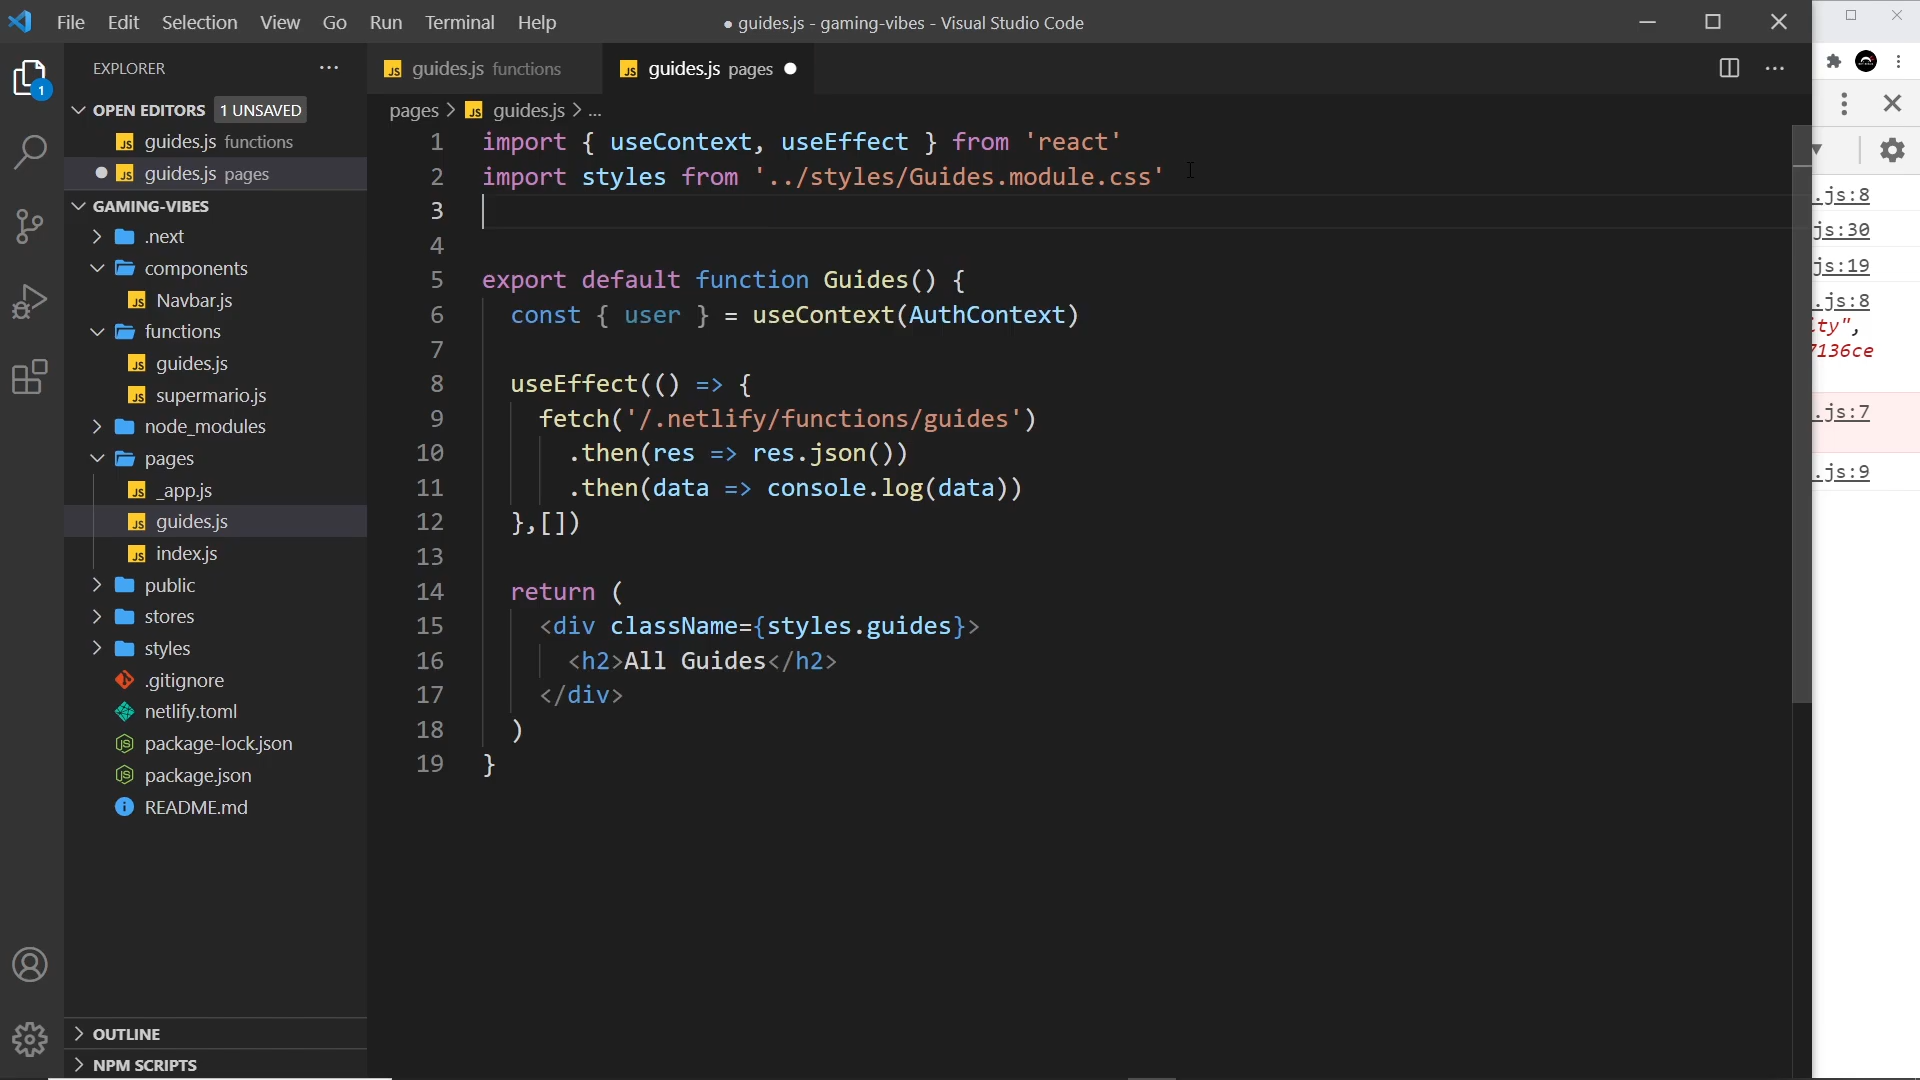 File Edit Selection View Go Run Terminal Help
● guides.js - gaming-vibes - Visual Studio Code
EXPLORER
OPEN EDITORS 1 UNSAVED
guides.js functions
guides.js pages
GAMING-VIBES
.next
components
Navbar.js
functions
guides.js
supermario.js
node_modules
pages
_app.js
guides.js
index.js
public
stores
styles
.gitignore
netlify.toml
package-lock.json
package.json
README.md
OUTLINE
NPM SCRIPTS
1
guides.js functions
guides.js pages
pages > guides.js > ...
1 import { useContext, useEffect } from 'react'
2 import styles from '../styles/Guides.module.css'
3
4
5 export default function Guides() {
6 const { user } = useContext(AuthContext)
7
8 useEffect(() => {
9 fetch('/.netlify/functions/guides')
10 .then(res => res.json())
11 .then(data => console.log(data))
12 },[])
13
14 return (
15 <div className={styles.guides}>
16 <h2>All Guides</h2>
17 </div>
18 )
19 }
.js:8
js:30
js:19
.js:8
ity",
7136ce
.js:7
.js:9